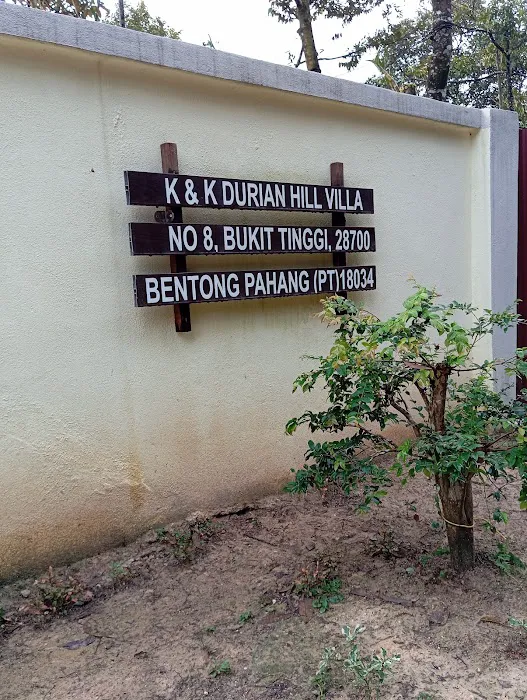 K & K DURIAN HILL VILLA
NO 8, BUKIT TINGGI, 28700
BENTONG PAHANG (PT)18034